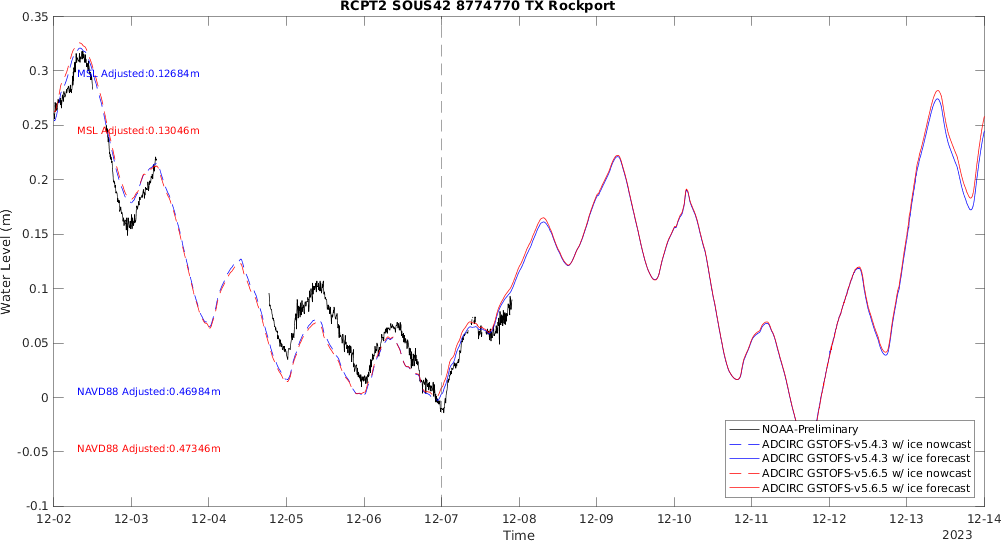 RCPT2 SOUS42 8774770 TX Rockport
0.35
0.3
0.25
0.2
0.15
0.1
0.05
0
-0.05
-0.1
Water Level (m)
MSL Adjusted:0.12684m
MSL Adjusted:0.13046m
NAVD88 Adjusted:0.46984m
NAVD88 Adjusted:0.47346m
NOAA-Preliminary
ADCIRC GSTOFS-v5.4.3 w/ ice nowcast
ADCIRC GSTOFS-v5.4.3 w/ ice forecast
ADCIRC GSTOFS-v5.6.5 w/ ice nowcast
ADCIRC GSTOFS-v5.6.5 w/ ice forecast
12-02 12-03 12-04 12-05 12-06 12-07 12-08 12-09 12-10 12-11 12-12 12-13 12-14
Time
2023